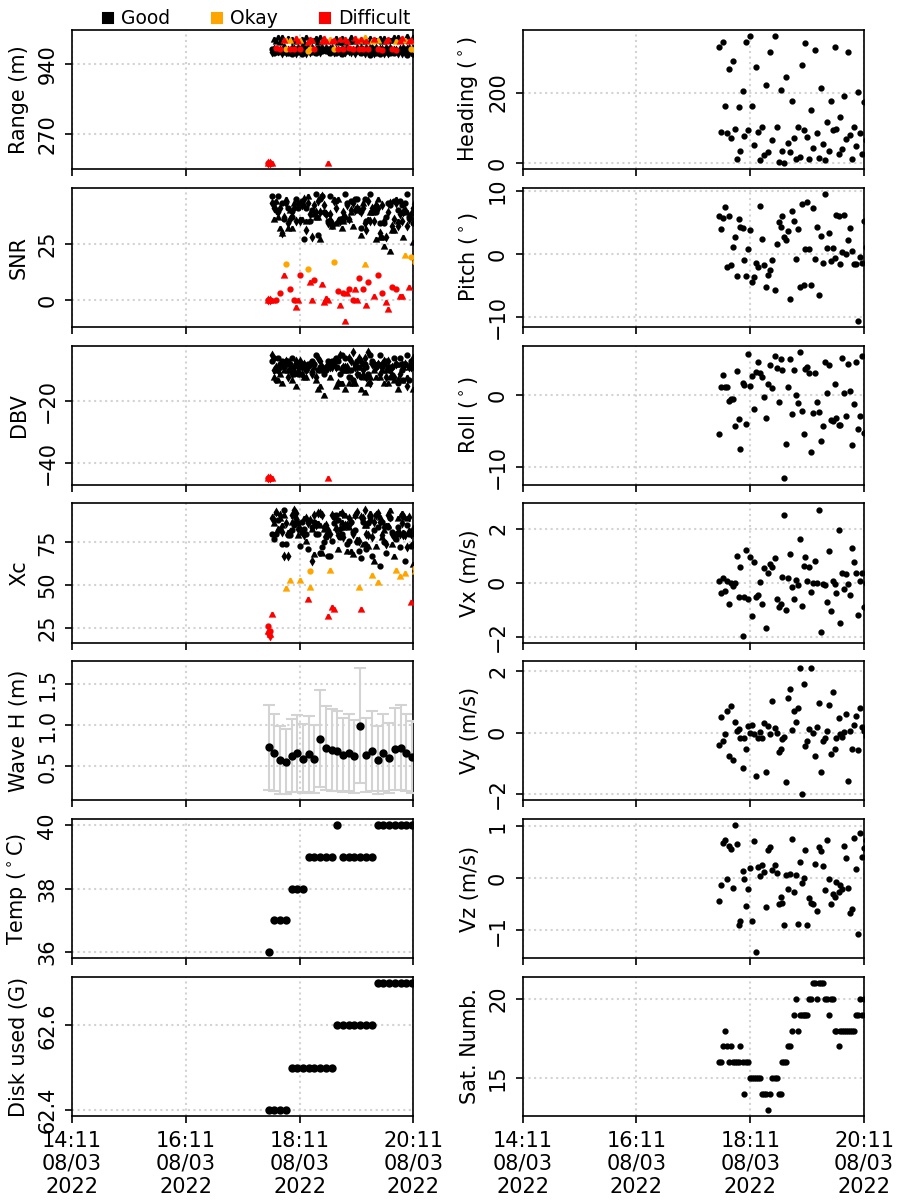 Good Okay Difficult
Range (m)
940
270
Heading (°)
200
0
SNR
25
0
Pitch (°)
10
0
−10
DBV
−20
−40
Roll (°)
0
−10
Xc
75
50
25
Vx (m/s)
2
0
−2
Wave H (m)
1.5
1.0
0.5
Vy (m/s)
2
0
−2
Temp (°C)
40
38
36
Vz (m/s)
1
0
−1
Disk used (G)
62.6
62.4
Sat. Numb.
20
15
14:11 16:11 18:11 20:11 14:11 16:11 18:11 20:11
08/03 08/03 08/03 08/03 08/03 08/03 08/03 08/03
2022 2022 2022 2022 2022 2022 2022 2022